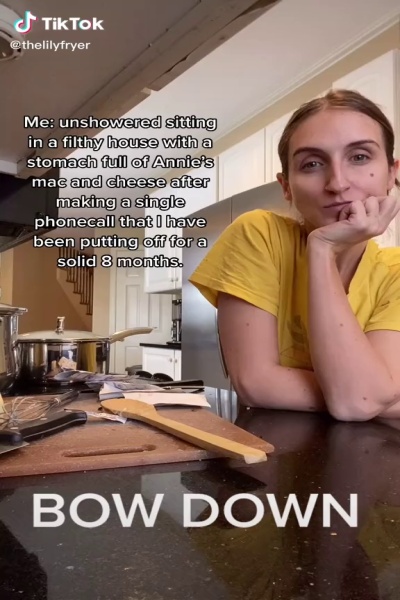 TikTok
@thelilyfryer
Me: unshowered sitting
in a filthy house with a
stomach full of Annie's
mac and cheese after
making a single
phonecall that I have
been putting off for a
solid 8 months.
BOW DOWN